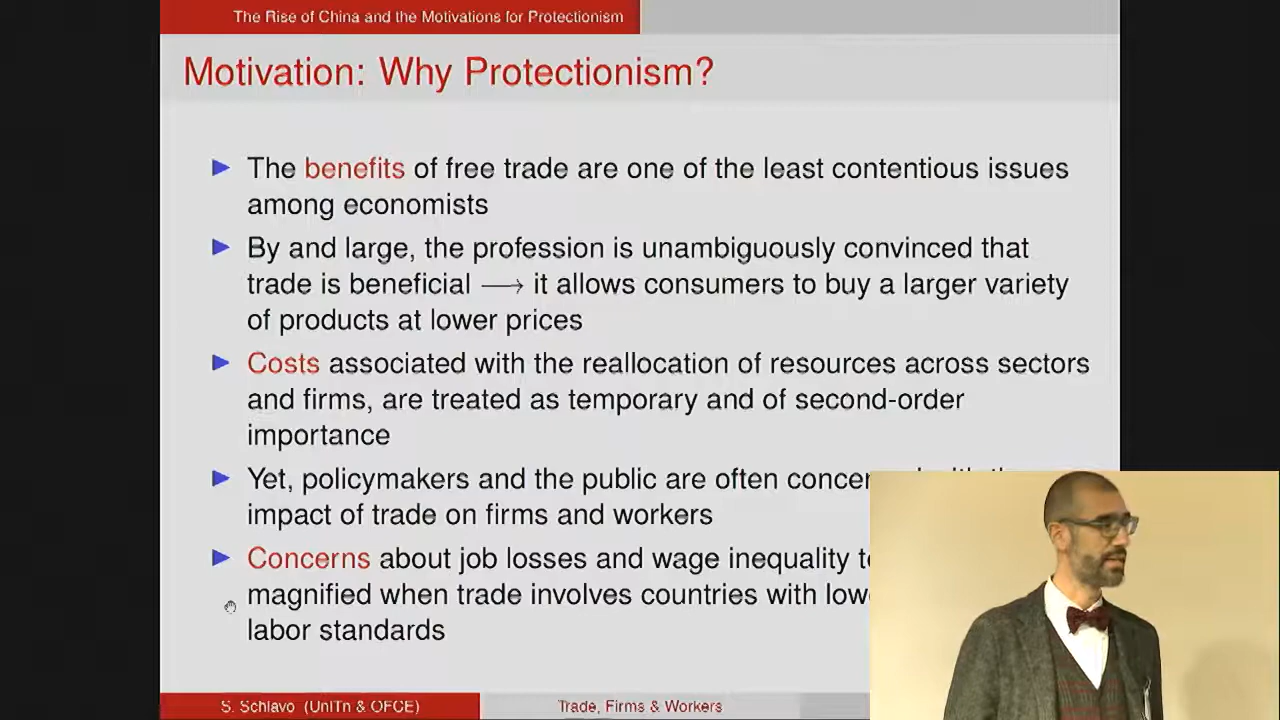 The Rise of China and the Motivations for Protectionism
Motivation: Why Protectionism?
The benefits of free trade are one of the least contentious issues
among economists
By and large, the profession is unambiguously convinced that
trade is beneficial ⟶ it allows consumers to buy a larger variety
of products at lower prices
Costs associated with the reallocation of resources across sectors
and firms, are treated as temporary and of second-order
importance
Yet, policymakers and the public are often
impact of trade on firms and workers
Concerns about job losses and wage inequality
magnified when trade involves countries with
labor standards
S. Schiavo (UniTn & OFCE)
Trade, Firms & Workers